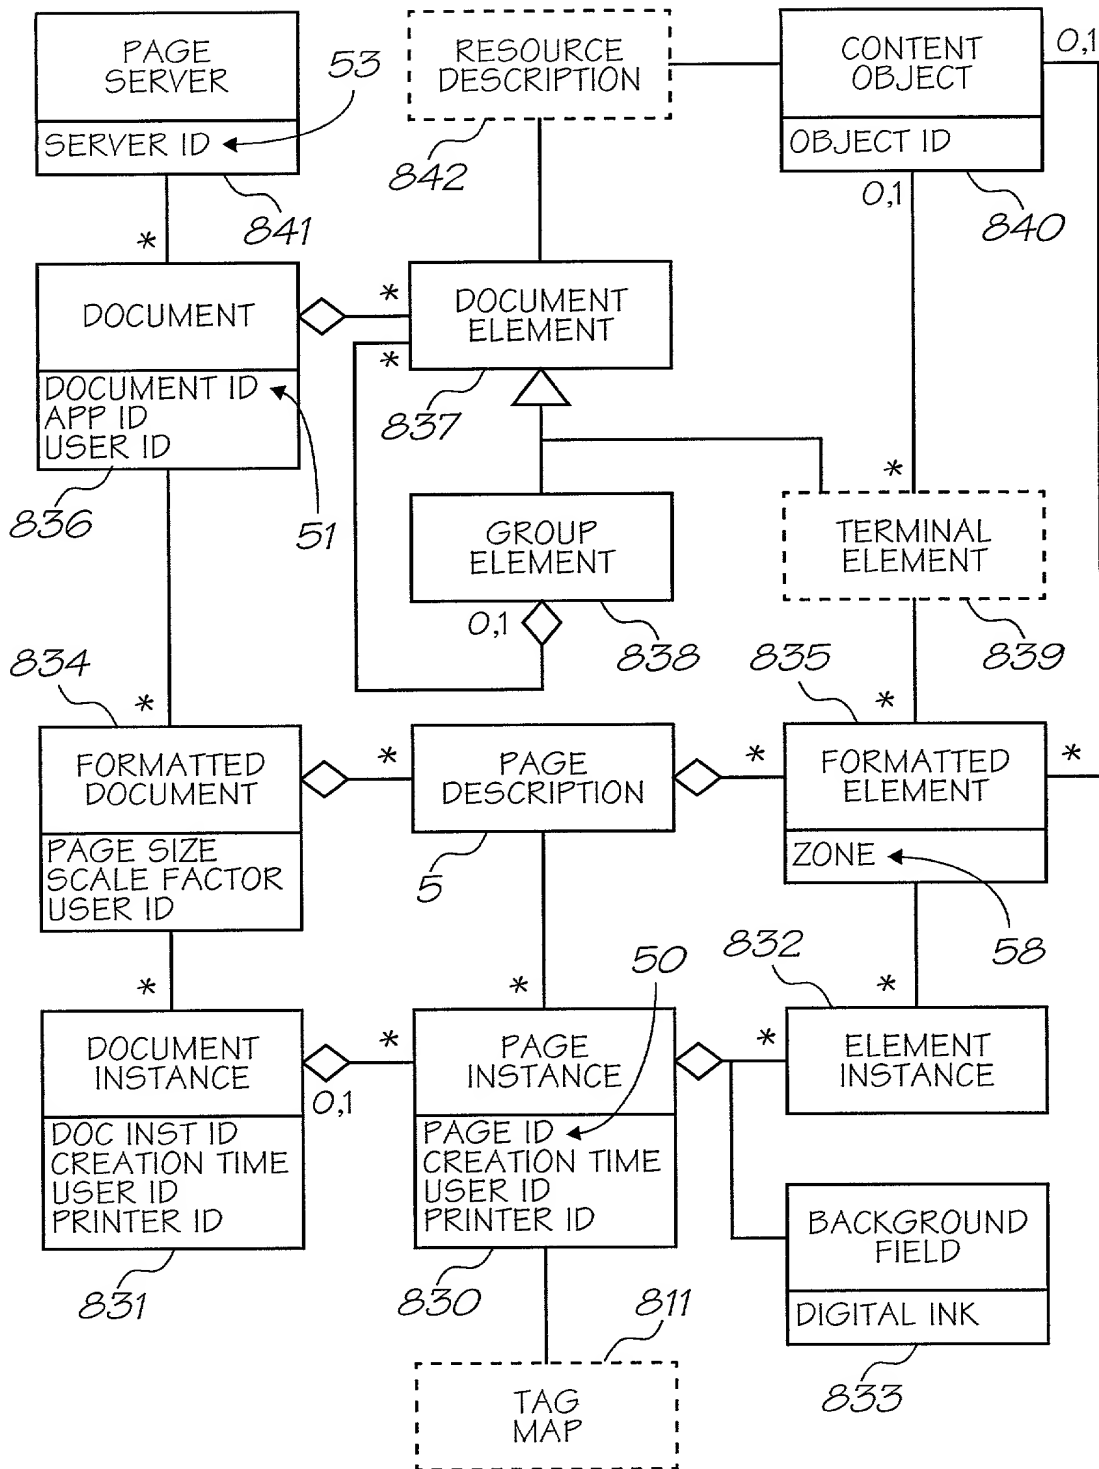 PAGE
SERVER
SERVER ID
53
841
*
RESOURCE
DESCRIPTION
842
CONTENT
OBJECT
OBJECT ID
0,1
0,1
840
DOCUMENT
DOCUMENT ID
APP ID
USER ID
836
51
*
*
DOCUMENT
ELEMENT
837
GROUP
ELEMENT
0,1
838
*
TERMINAL
ELEMENT
839
834
*
FORMATTED
DOCUMENT
PAGE SIZE
SCALE FACTOR
USER ID
*
PAGE
DESCRIPTION
5
835
*
*
FORMATTED
ELEMENT
*
ZONE
58
*
DOCUMENT
INSTANCE
0,1
DOC INST ID
CREATION TIME
USER ID
PRINTER ID
831
*
50
*
PAGE
INSTANCE
PAGE ID
CREATION TIME
USER ID
PRINTER ID
830
832
*
*
ELEMENT
INSTANCE
BACKGROUND
FIELD
DIGITAL INK
833
811
TAG
MAP